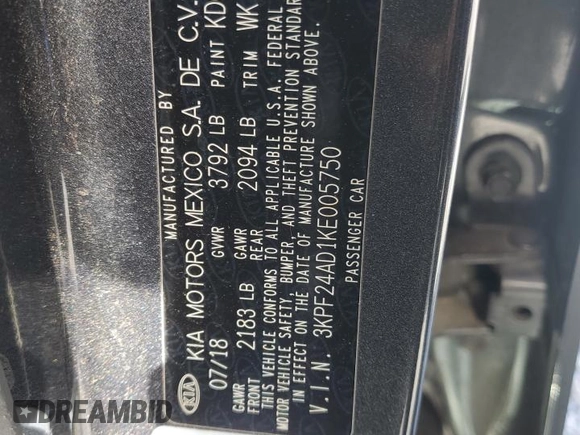 MANUFACTURED BY
KIA KIA MOTORS MEXICO S.A. DE C.V.
07/18 GVWR 3792 LB PAINT KD
GAWR FRONT 2183 LB GAWR REAR 2094 LB TRIM WK
THIS VEHICLE CONFORMS TO ALL APPLICABLE U.S.A. FEDERAL
MOTOR VEHICLE SAFETY, BUMPER, AND THEFT PREVENTION STANDAR
IN EFFECT ON THE DATE OF MANUFACTURE SHOWN ABOVE.
V.I.N. 3KPF24AD1KE005750
PASSENGER CAR
DREAMBID